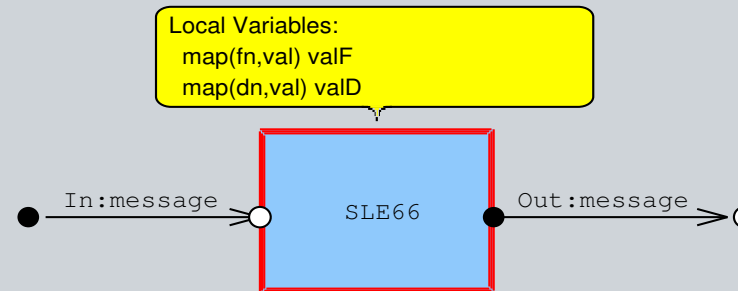 Local Variables:
map(fn,val) valF
map(dn,val) valD
In:message
SLE66
Out:message